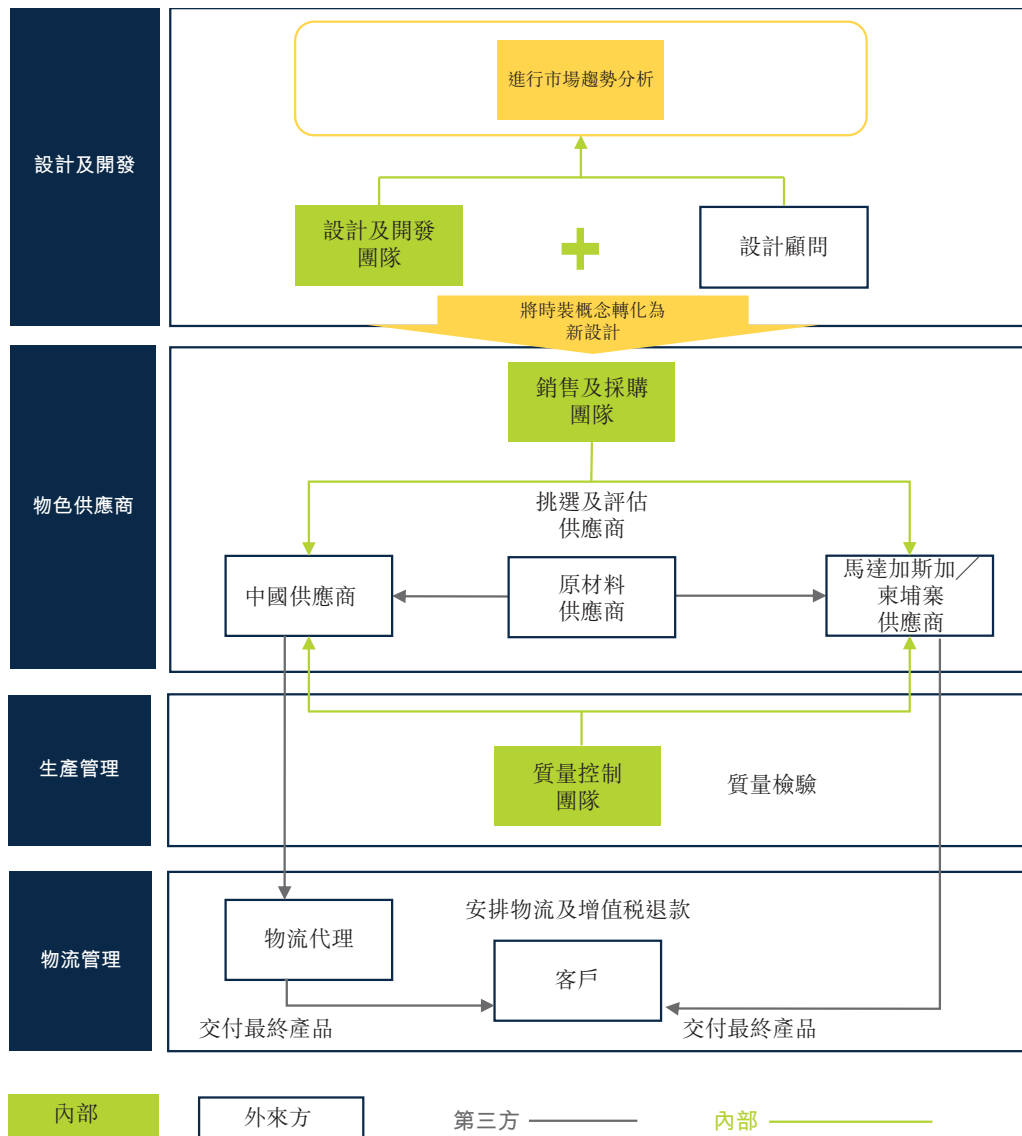 設計及開發
進行市場趨勢分析
設計及開發
團隊
設計顧問
將時裝概念轉化為
新設計
物色供應商
銷售及採購
團隊
挑選及評估
供應商
中國供應商
原材料
供應商
馬達加斯加／
柬埔寨
供應商
生產管理
質量控制
團隊
質量檢驗
物流管理
安排物流及增值税退款
物流代理
客戶
交付最終產品
交付最終產品
內部
外來方
第三方
內部